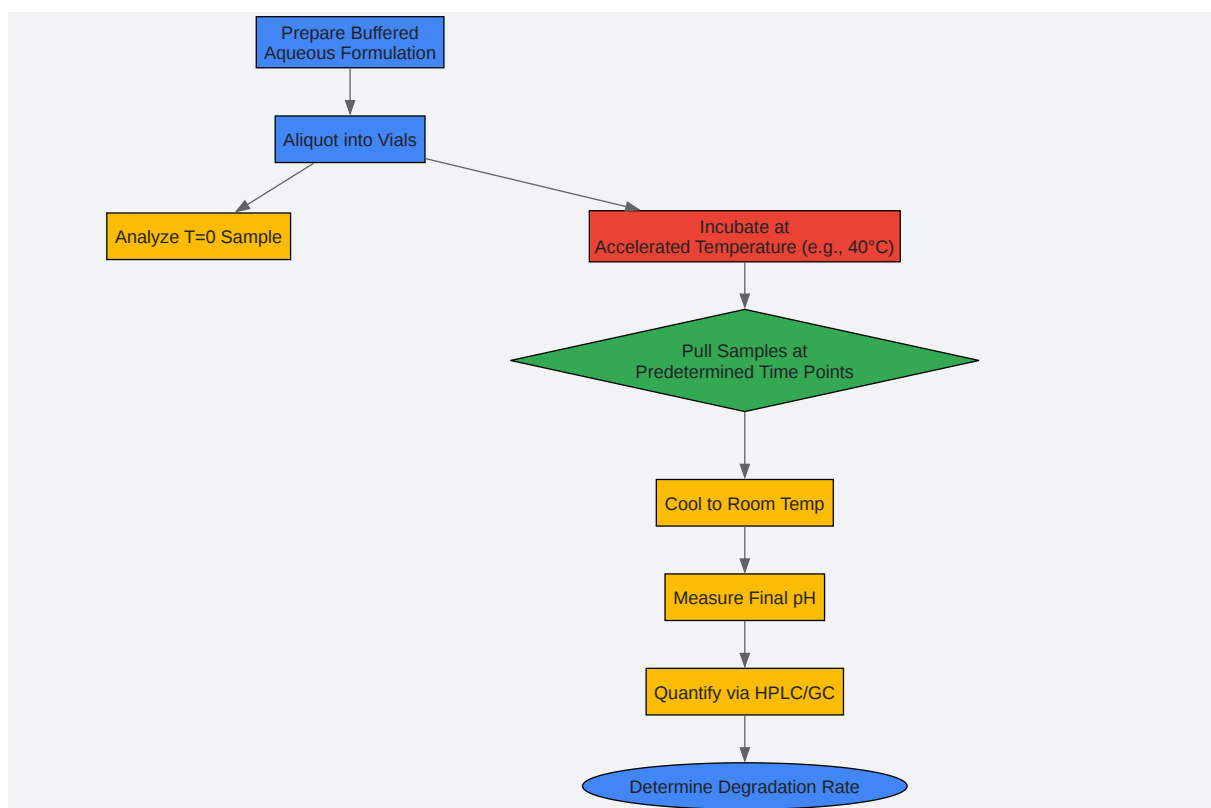 Prepare Buffered
Aqueous Formulation
Aliquot into Vials
Analyze T=0 Sample
Incubate at
Accelerated Temperature (e.g., 40°C)
Pull Samples at
Predetermined Time Points
Cool to Room Temp
Measure Final pH
Quantify via HPLC/GC
Determine Degradation Rate